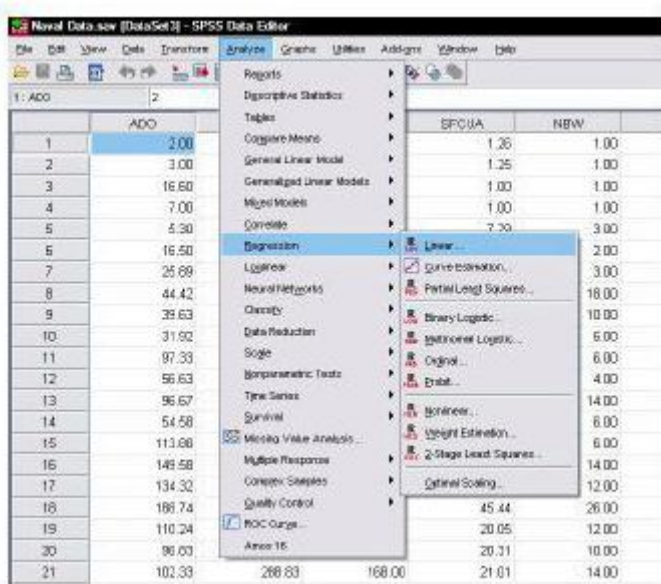 Naval Data.sav [DataSet3] - SPSS Data Editor
File Edit View Data Transform Analyze Graphs Utilities Add-ons Window Help
1 : ADO 2
ADO SFCUA NBW
1 2.00 1.26 1.00
2 3.00 1.25 1.00
3 16.60 1.00 1.00
4 7.00 1.00 1.00
5 5.30 7.79 3.00
6 16.50 2.00
7 25.89 3.00
8 44.42 18.00
9 39.63 10.00
10 31.92 6.00
11 97.33 6.00
12 56.63 4.00
13 96.67 14.00
14 54.58 6.00
15 113.88 6.00
16 149.58 14.00
17 134.32 12.00
18 188.74 45.44 26.00
19 110.24 20.05 12.00
20 96.83 20.31 10.00
21 102.33 288.83 168.00 21.01 14.00
Reports
Descriptive Statistics
Tables
Compare Means
General Linear Model
Generalized Linear Models
Mixed Models
Correlate
Regression
Loglinear
Neural Networks
Classify
Data Reduction
Scale
Nonparametric Tests
Time Series
Survival
Missing Value Analysis...
Multiple Response
Complex Samples
Quality Control
ROC Curve...
Amos 16
Linear...
Curve Estimation...
Partial Least Squares...
Binary Logistic...
Multinomial Logistic...
Ordinal...
Probit...
Nonlinear...
Weight Estimation...
2-Stage Least Squares...
Optimal Scaling...